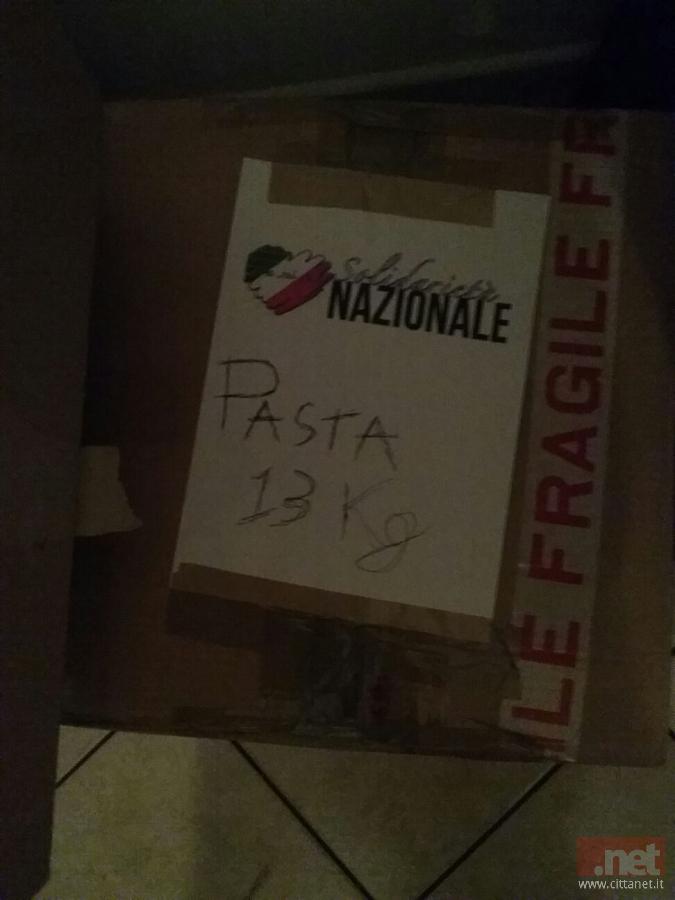 Solidarietà
NAZIONALE
PASTA
13 Kg
LE FRAGILE FR
.net
www.cittanet.it